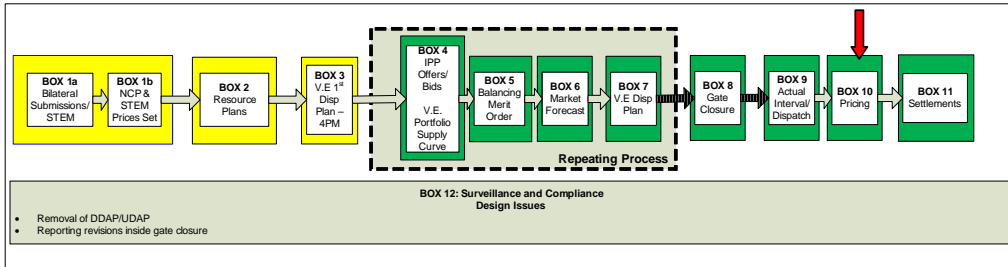 BOX 1a
Bilateral
Submissions/
STEM
BOX 1b
NCP &
STEM
Prices Set
BOX 2
Resource
Plans
BOX 3
V.E 1st
Disp
Plan –
4PM
BOX 4
IPP
Offers/
Bids
V.E.
Portfolio
Supply
Curve
BOX 5
Balancing
Merit
Order
BOX 6
Market
Forecast
BOX 7
V.E Disp
Plan
Repeating Process
BOX 8
Gate
Closure
BOX 9
Actual
Interval/
Dispatch
BOX 10
Pricing
BOX 11
Settlements
BOX 12: Surveillance and Compliance
Design Issues
• Removal of DDAP/UDAP
• Reporting revisions inside gate closure